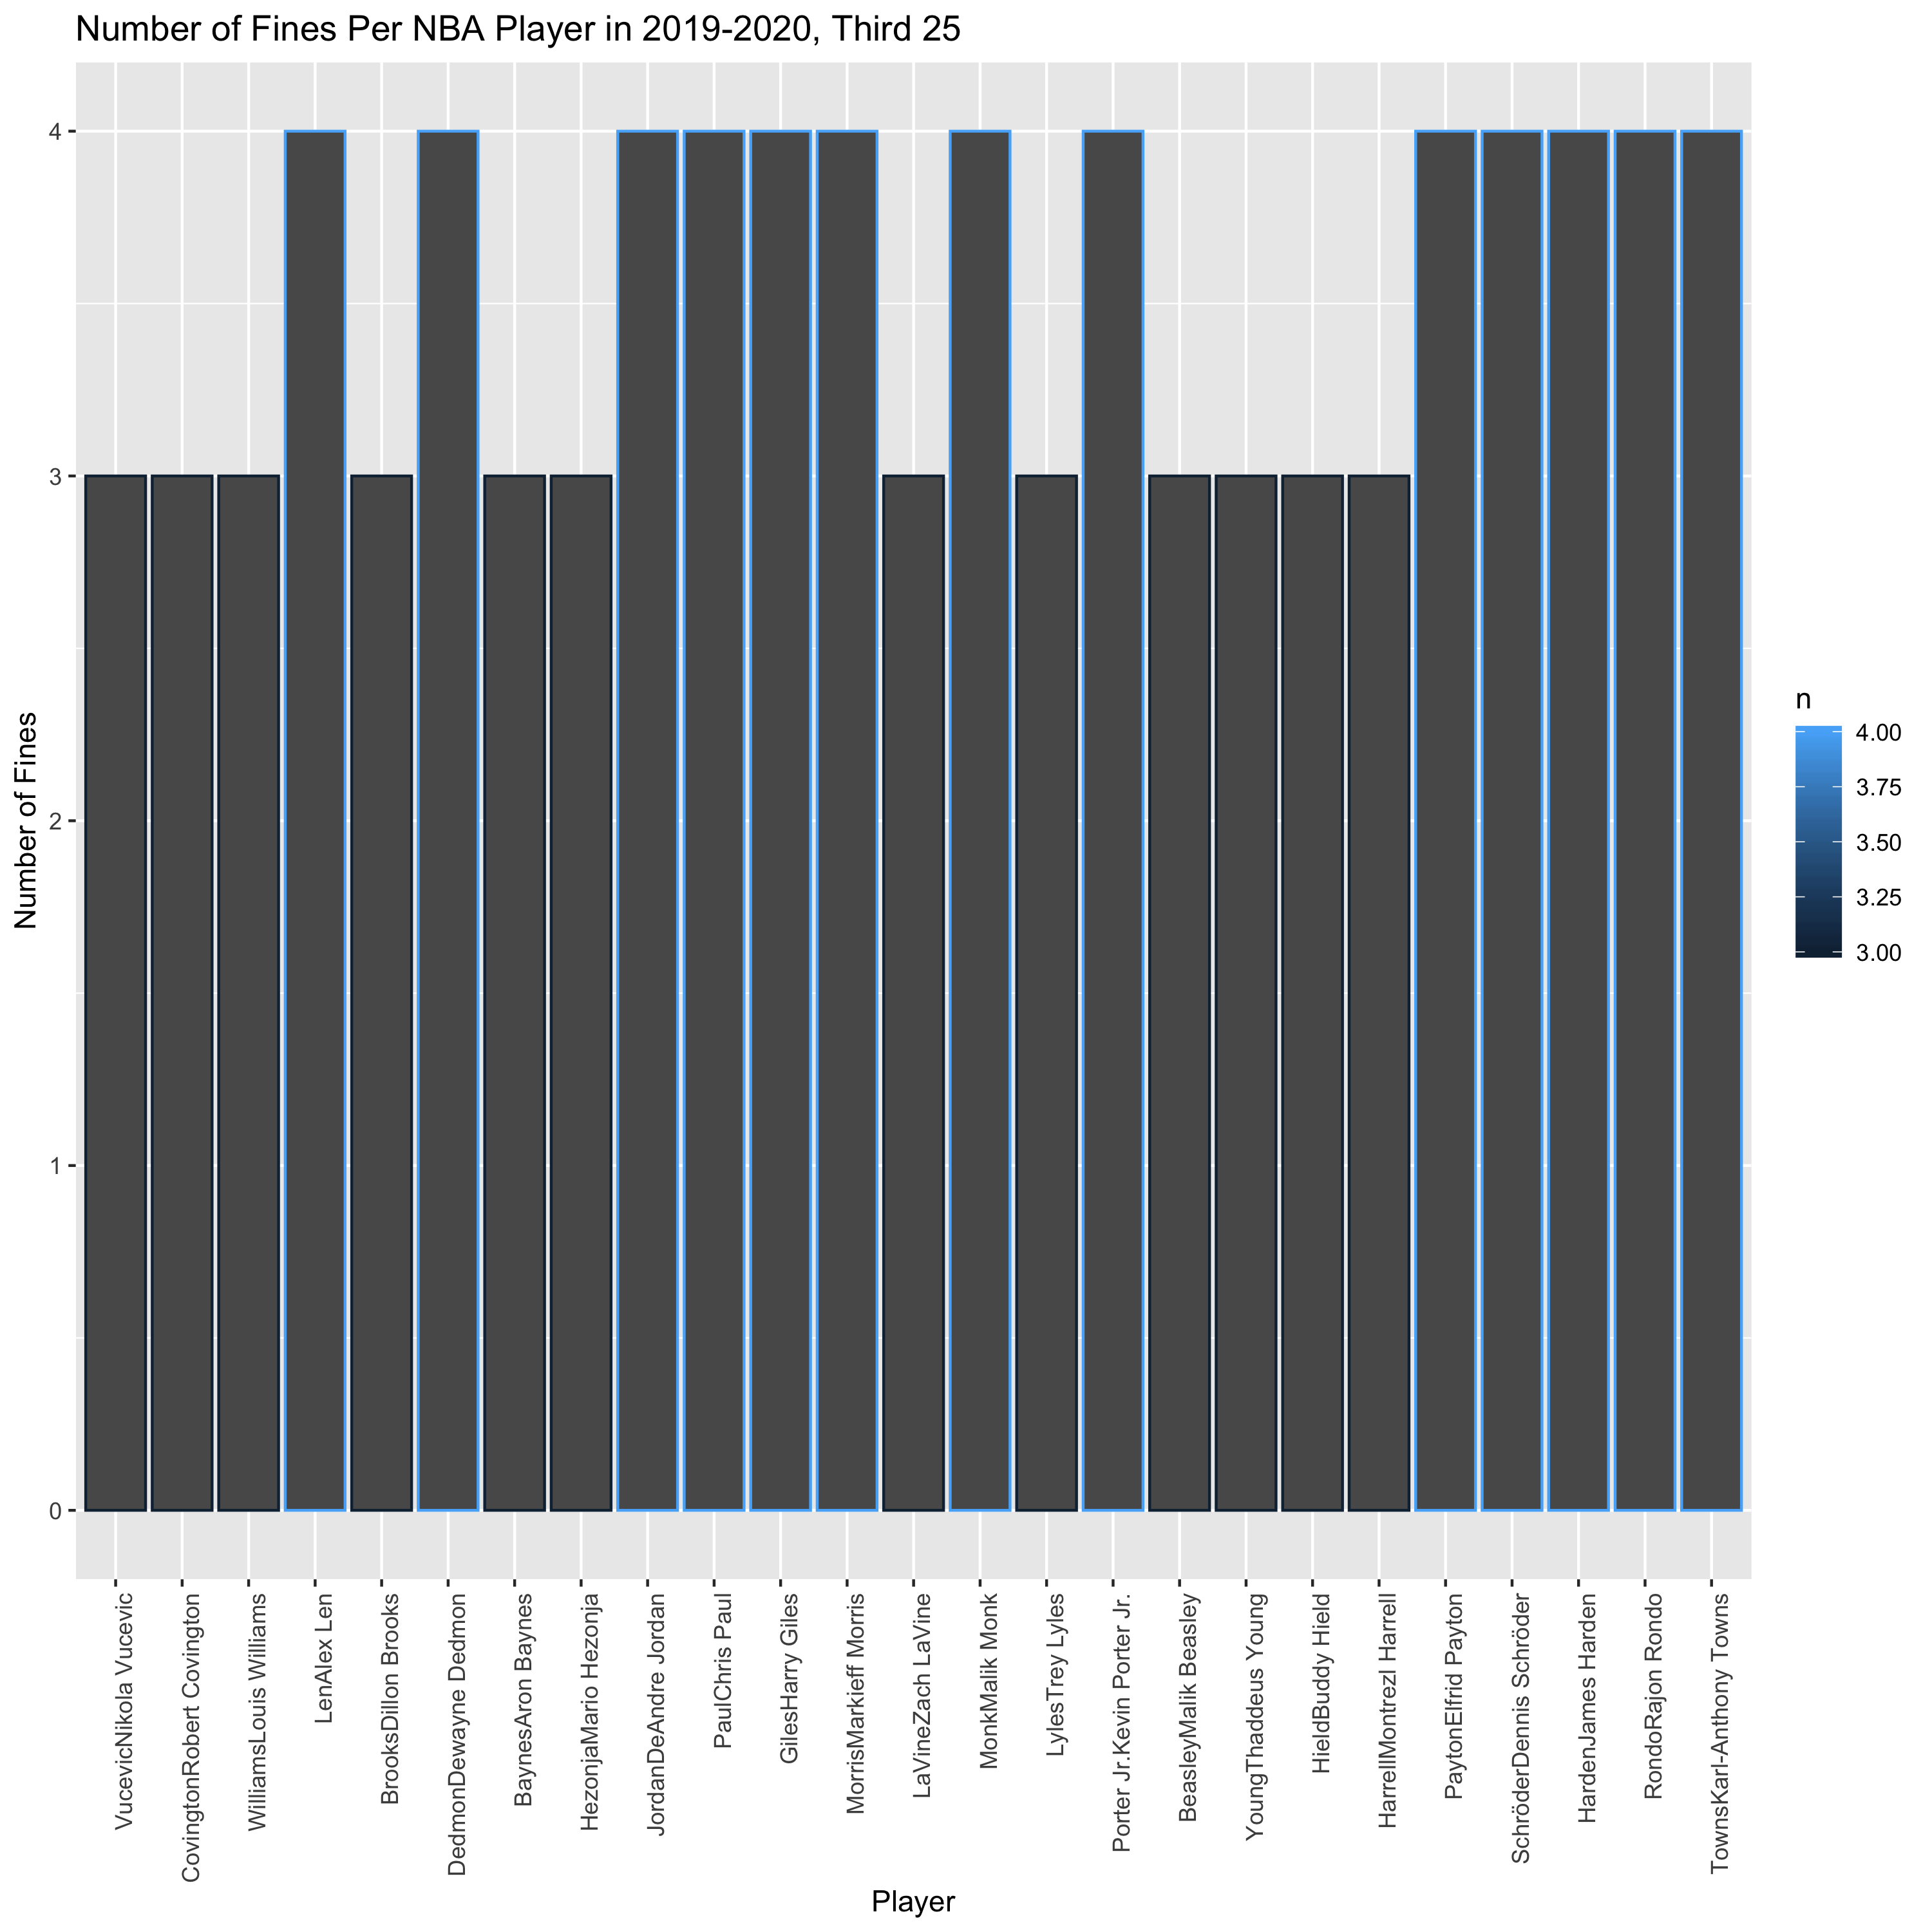 Number of Fines Per NBA Player in 2019-2020, Third 25
Number of Fines
4
3
2
1
0
VucevicNikola Vucevic
CovingtonRobert Covington
WilliamsLouis Williams
LenAlex Len
BrooksDillon Brooks
DedmonDewayne Dedmon
BaynesAron Baynes
HezonjaMario Hezonja
JordanDeAndre Jordan
PaulChris Paul
GilesHarry Giles
MorrisMarkieff Morris
LaVineZach LaVine
MonkMalik Monk
LylesTrey Lyles
Porter Jr.Kevin Porter Jr.
BeasleyMalik Beasley
YoungThaddeus Young
HieldBuddy Hield
HarrellMontrezl Harrell
PaytonElfrid Payton
SchröderDennis Schröder
HardenJames Harden
RondoRajon Rondo
TownsKarl-Anthony Towns
Player
n
4.00
3.75
3.50
3.25
3.00